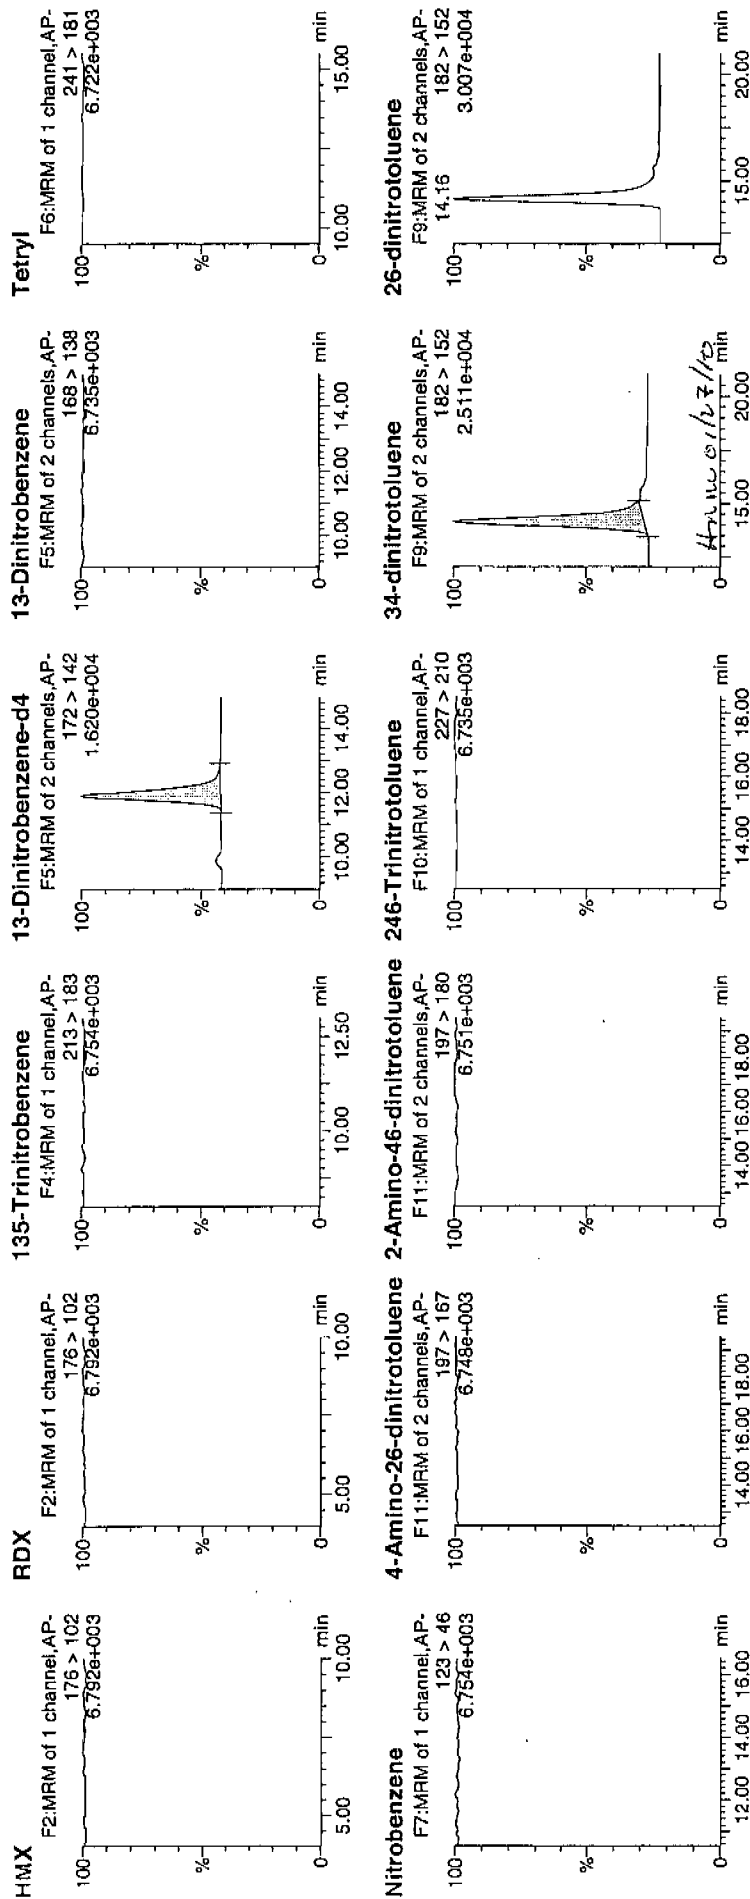 HMX
F2:MRM of 1 channel,AP-
176 > 102
6.792e+003
100
%
0
5.00 10.00 min
RDX
F2:MRM of 1 channel,AP-
176 > 102
6.792e+003
100
%
0
5.00 10.00 min
135-Trinitrobenzene
F4:MRM of 1 channel,AP-
213 > 183
6.754e+003
100
%
0
10.00 12.50 min
13-Dinitrobenzene-d4
F5:MRM of 2 channels,AP-
172 > 142
1.620e+004
100
%
0
10.00 12.00 14.00 min
13-Dinitrobenzene
F5:MRM of 2 channels,AP-
168 > 138
6.735e+003
100
%
0
10.00 12.00 14.00 min
Tetryl
F6:MRM of 1 channel,AP-
241 > 181
6.722e+003
100
%
0
10.00 15.00 min
Nitrobenzene
F7:MRM of 1 channel,AP-
123 > 46
6.754e+003
100
%
0
12.00 14.00 16.00 min
4-Amino-26-dinitrotoluene
F11:MRM of 2 channels,AP-
197 > 167
6.748e+003
100
%
0
14.00 16.00 18.00 min
2-Amino-46-dinitrotoluene
F11:MRM of 2 channels,AP-
197 > 180
6.751e+003
100
%
0
14.00 16.00 18.00 min
246-Trinitrotoluene
F10:MRM of 1 channel,AP-
227 > 210
6.735e+003
100
%
0
14.00 16.00 18.00 min
34-dinitrotoluene
F9:MRM of 2 channels,AP-
182 > 152
2.511e+004
100
%
0
15.00 20.00 min
01/27/10
26-dinitrotoluene
F9:MRM of 2 channels,AP-
182 > 152
3.007e+004
14.16
100
%
0
15.00 20.00 min